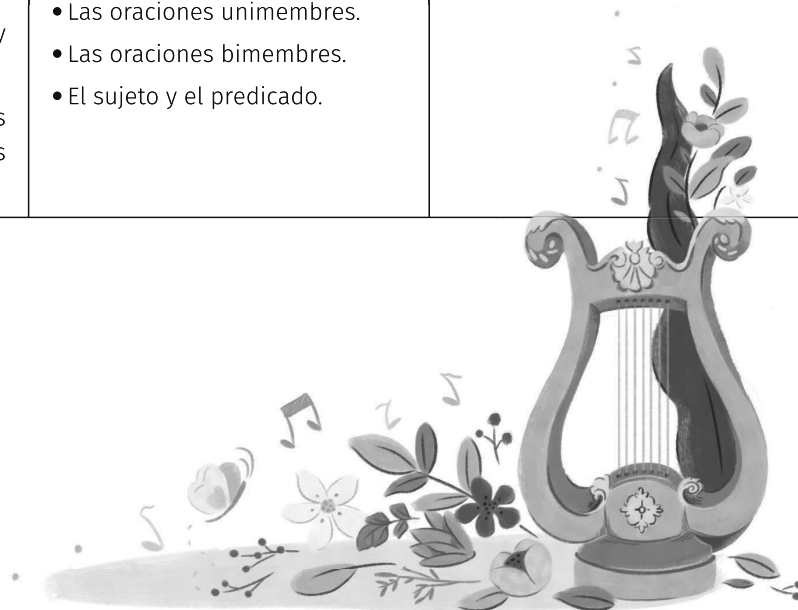 • Las oraciones unimembres.
y
• Las oraciones bimembres.
• El sujeto y el predicado.
s
s